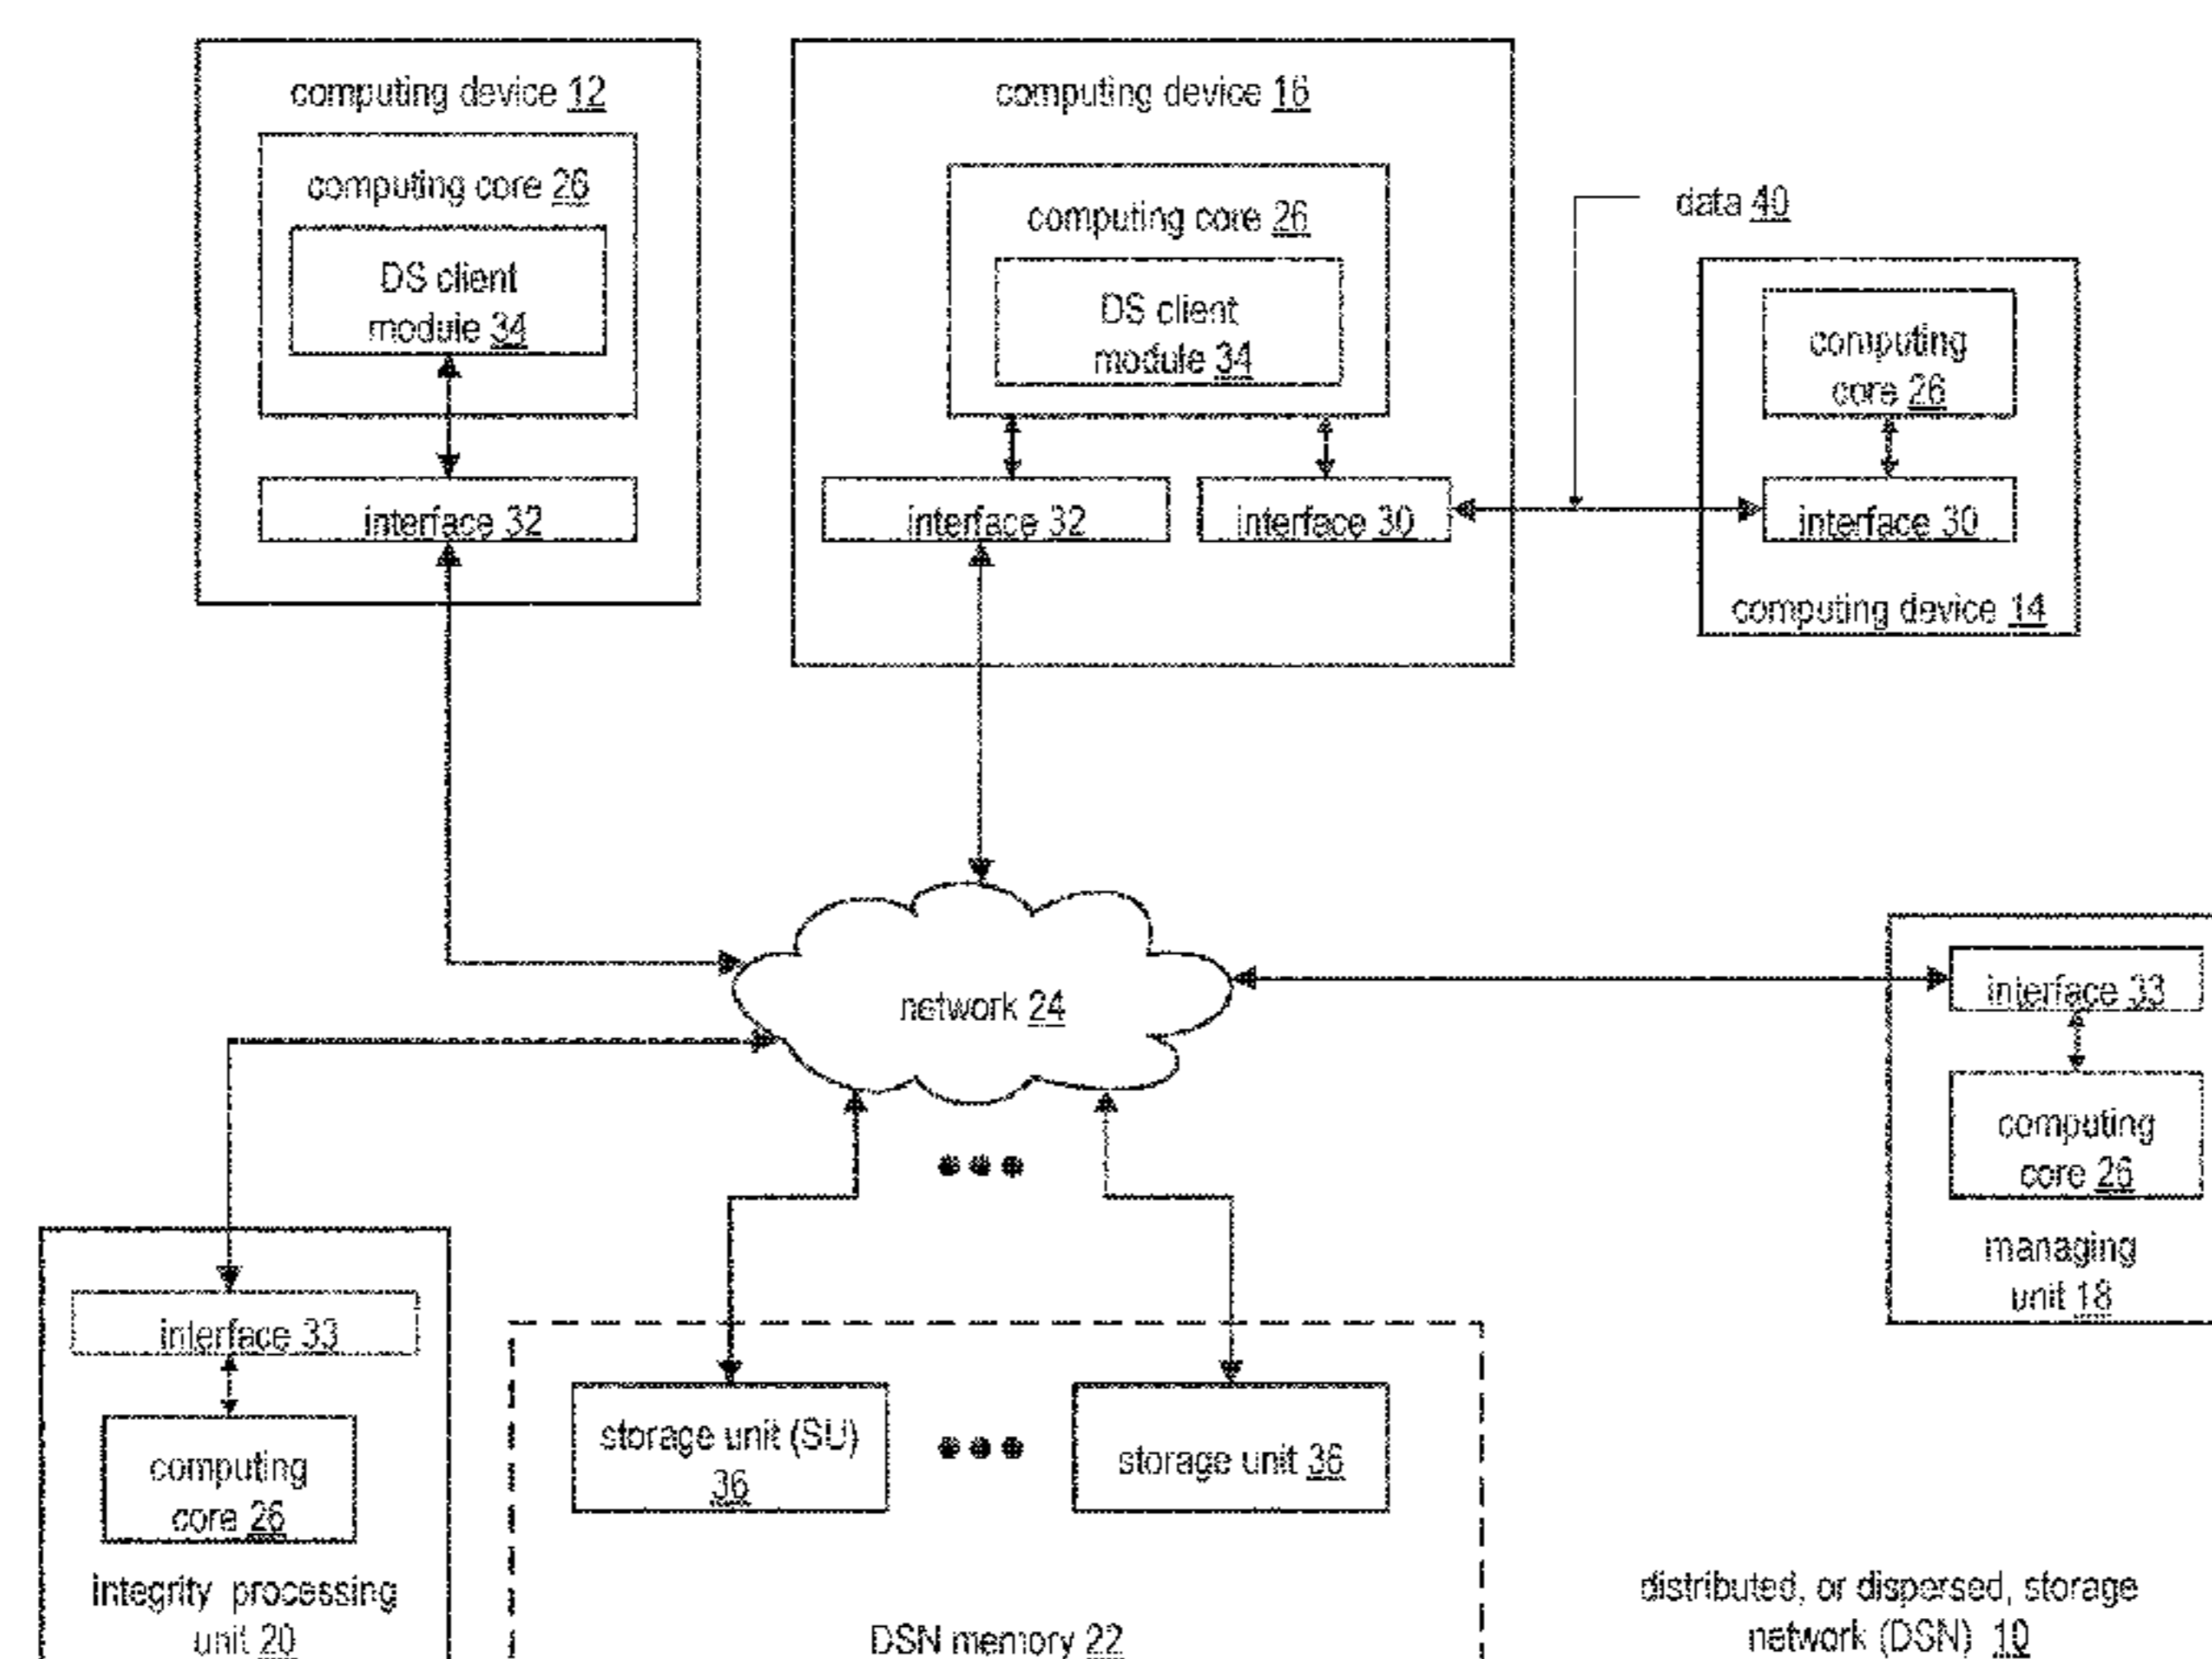 computing device 12
computing core 26
DS client
module 34
interface 32
computing device 16
computing core 26
DS client
module 34
interface 32
interface 30
data 40
computing
core 26
interface 30
computing device 14
network 24
interface 33
computing
core 26
managing
unit 18
interface 33
computing
core 26
integrity processing
unit 20
storage unit (SU)
36
storage unit 36
DSN memory 22
distributed, or dispersed, storage
network (DSN) 10